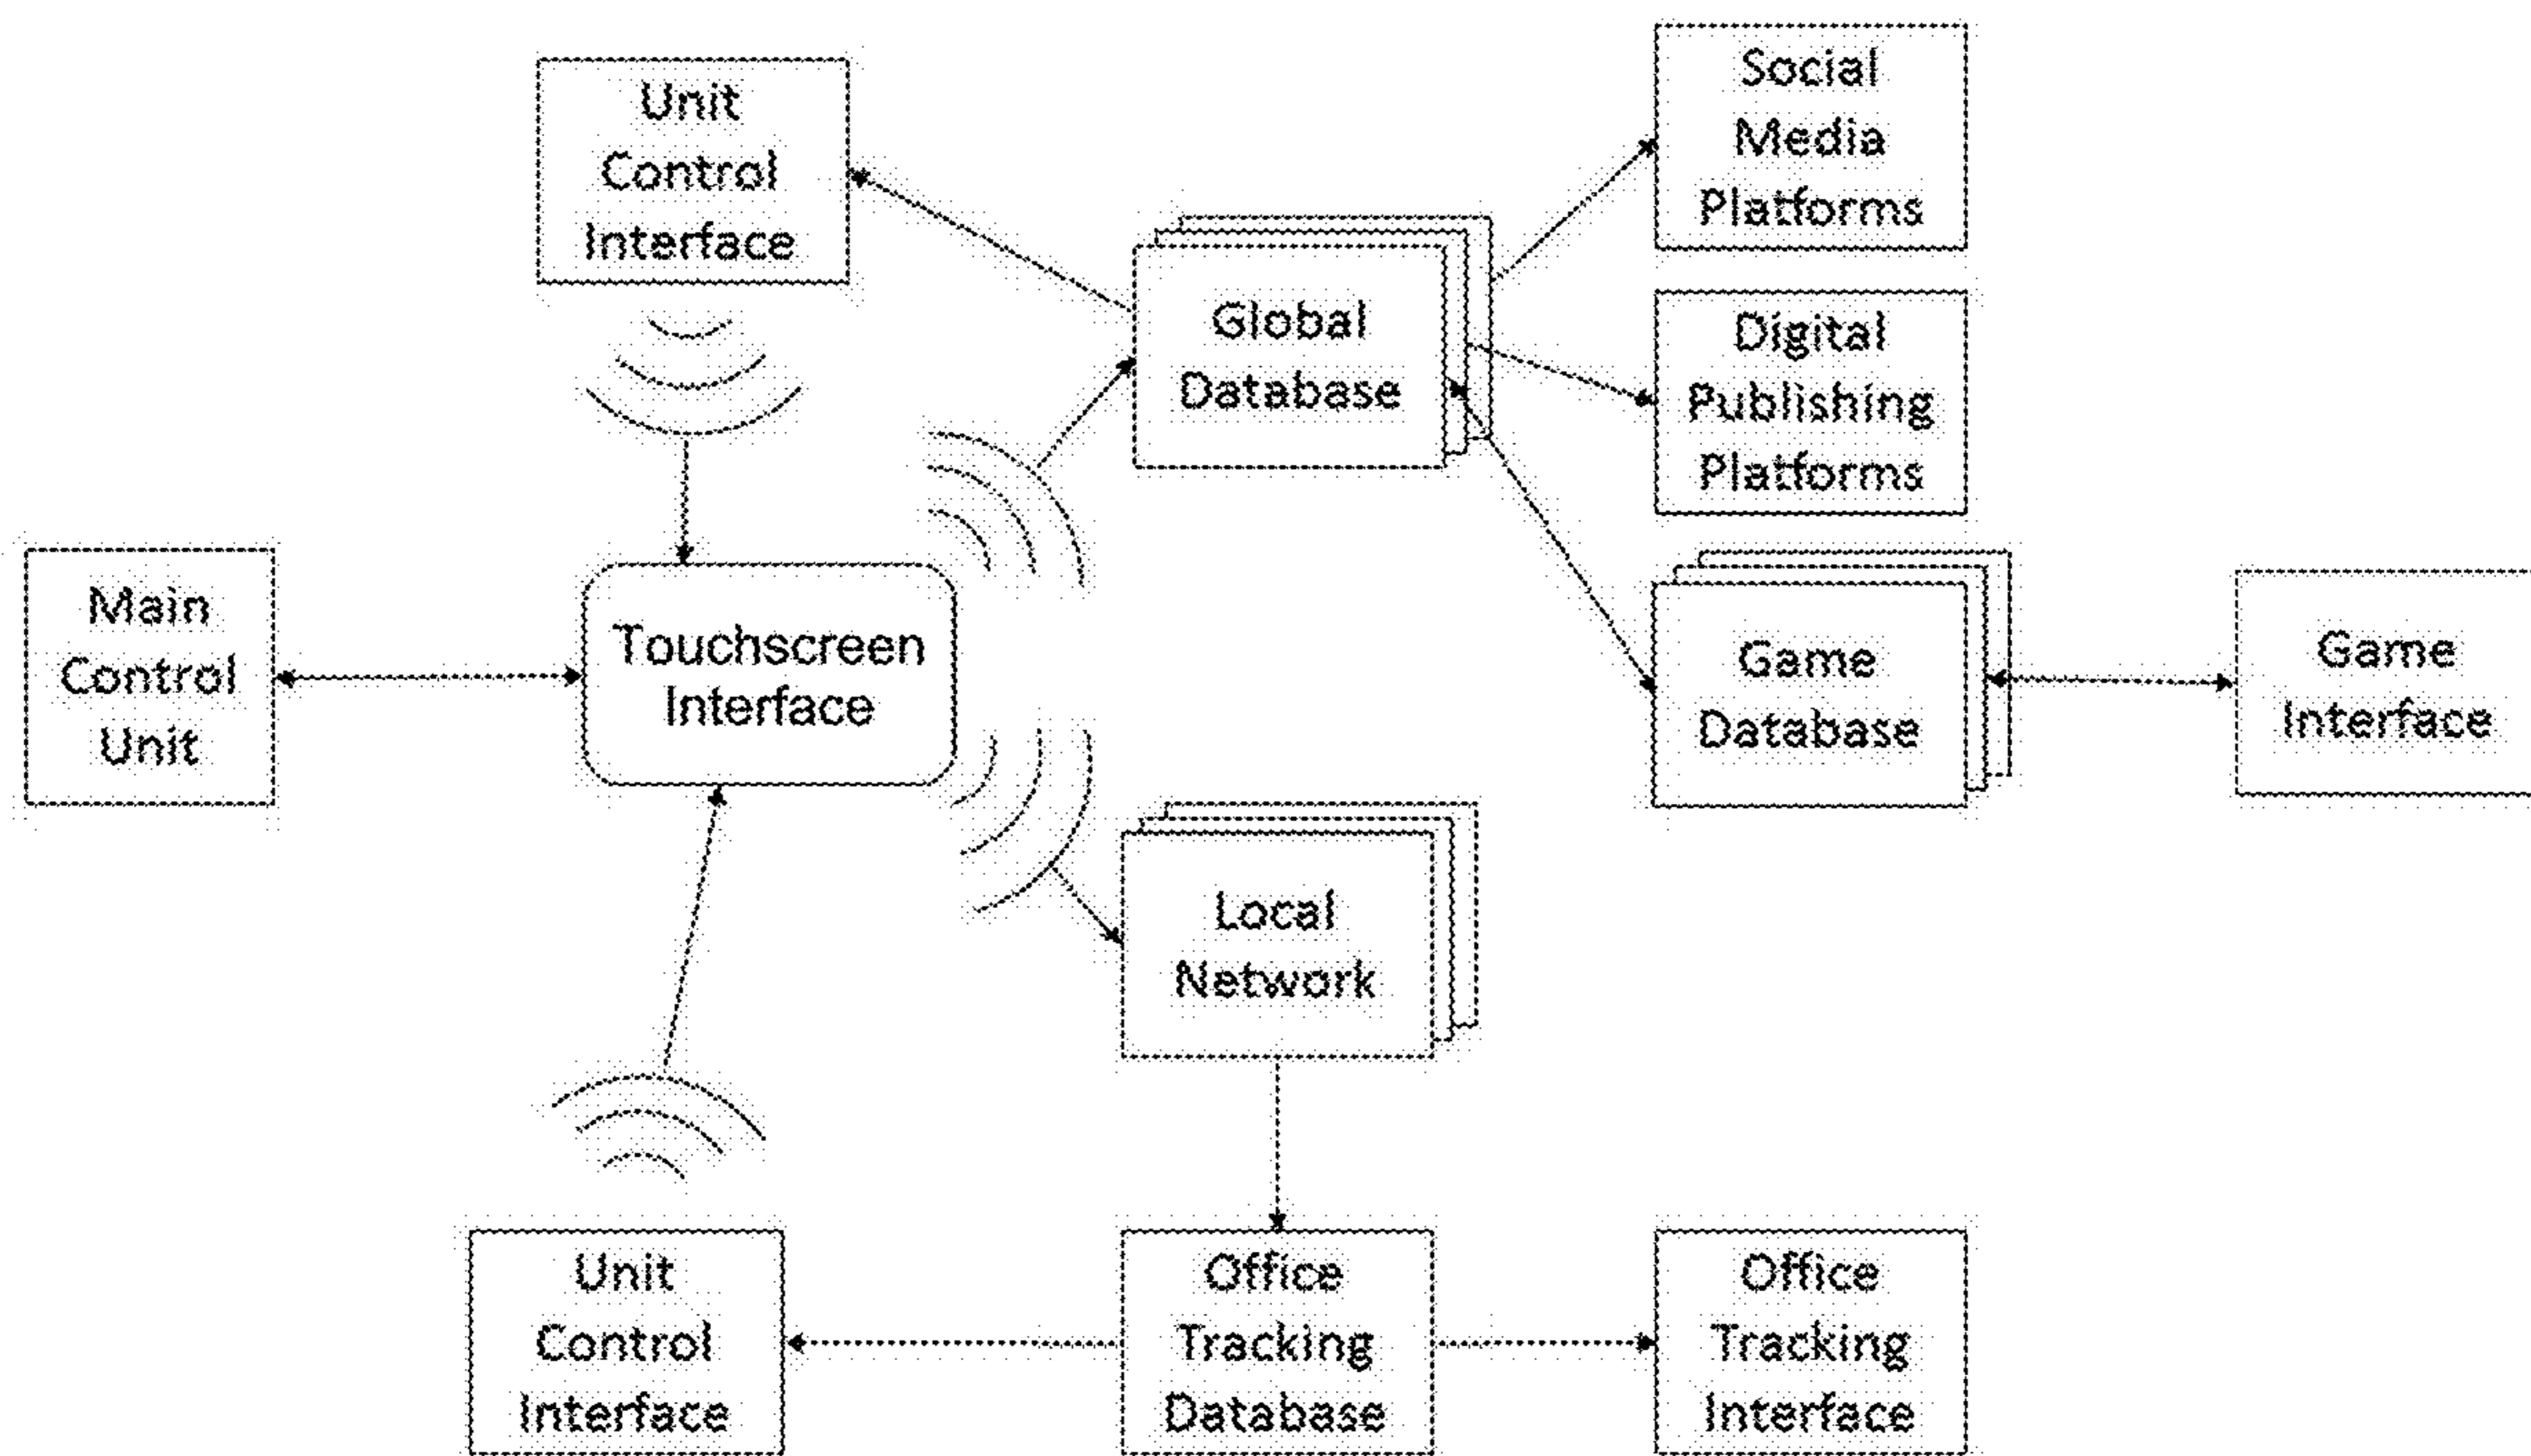 Social
Media
Platforms
Unit
Control
Interface
Global
Database
Digital
Publishing
Platforms
Main
Control
Unit
Touchscreen
Interface
Game
Database
Game
Interface
Local
Network
Unit
Control
Interface
Office
Tracking
Database
Office
Tracking
Interface